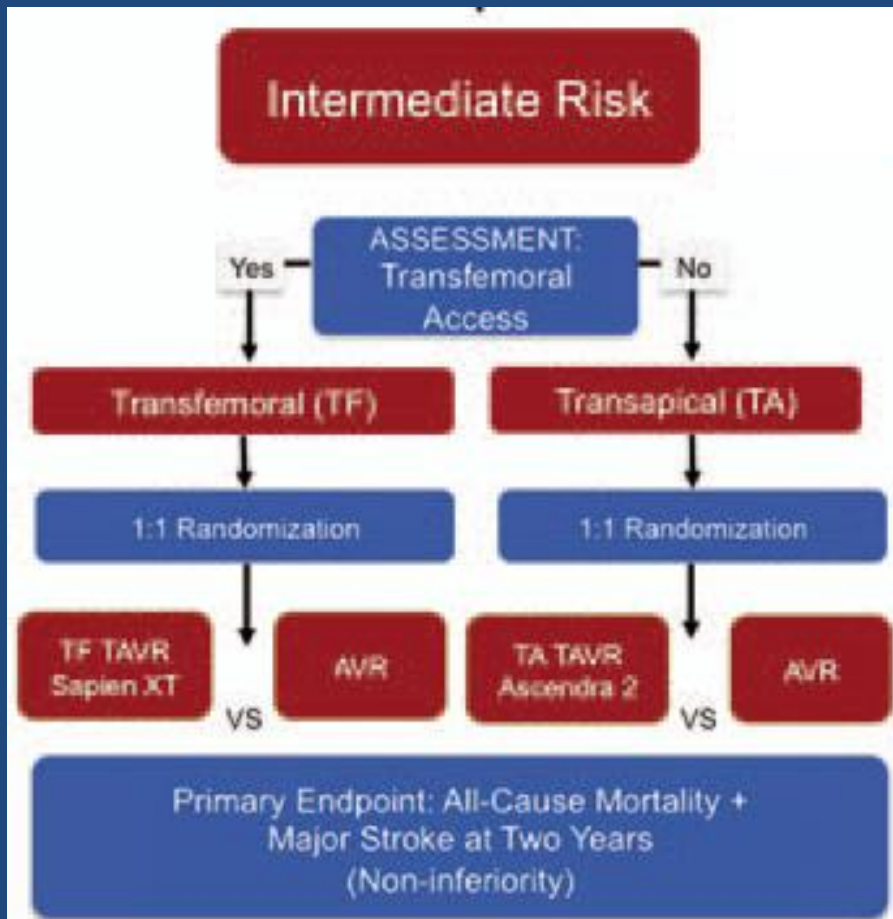 Intermediate Risk
ASSESSMENT:
Transfemoral
Access
Yes
No
Transfemoral (TF)
Transapical (TA)
1:1 Randomization
1:1 Randomization
TF TAVR
Sapien XT
VS
AVR
TA TAVR
Ascendra 2
VS
AVR
Primary Endpoint: All-Cause Mortality +
Major Stroke at Two Years
(Non-inferiority)